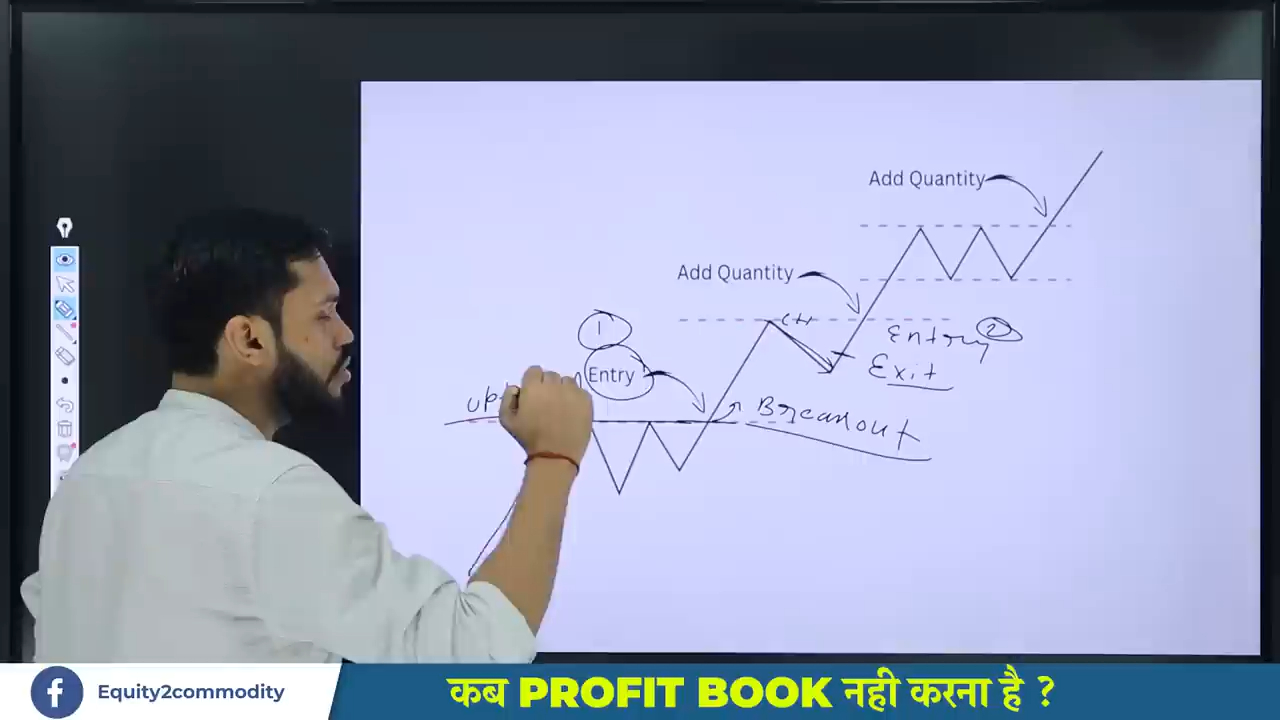 Add Quantity
Add Quantity
1
Entry
Entry 2
Exit
Breakout
Equity2commodity
कब PROFIT BOOK नही करना है ?